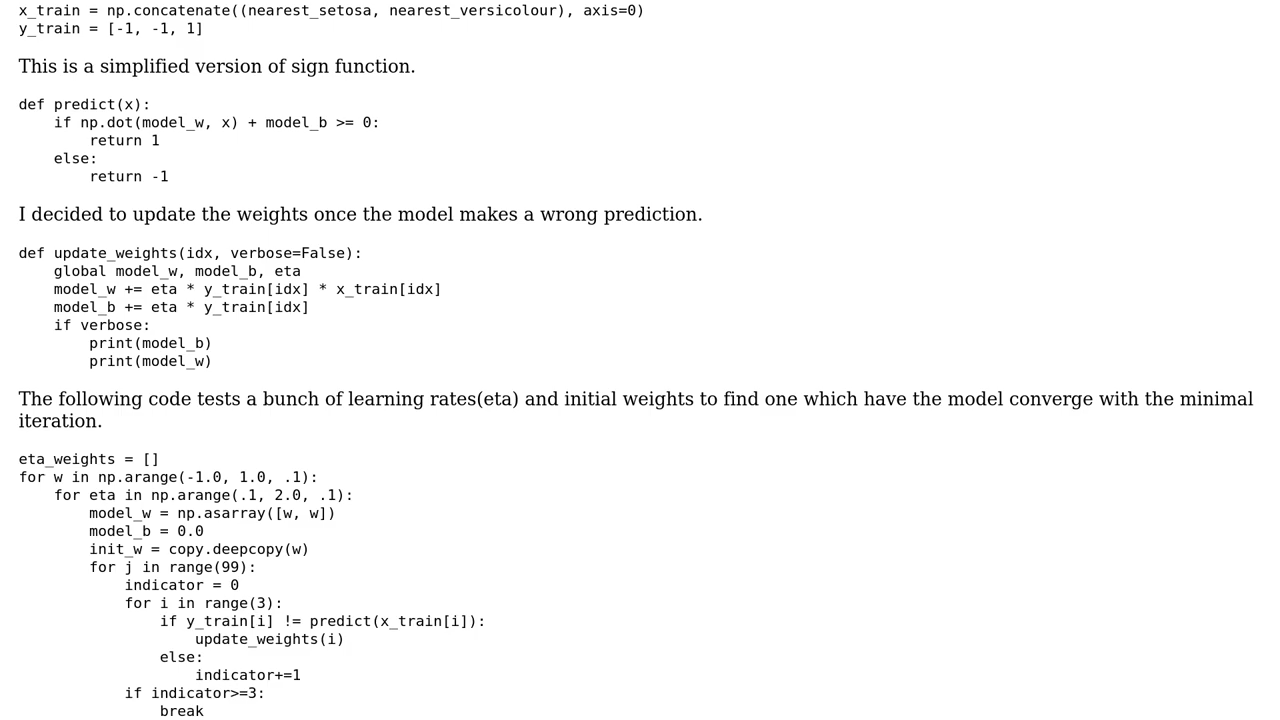 x_train = np.concatenate((nearest_setosa, nearest_versicolour), axis=0)
y_train = [-1, -1, 1]
This is a simplified version of sign function.
def predict(x):
    if np.dot(model_w, x) + model_b >= 0:
        return 1
    else:
        return -1
I decided to update the weights once the model makes a wrong prediction.
def update_weights(idx, verbose=False):
    global model_w, model_b, eta
    model_w += eta * y_train[idx] * x_train[idx]
    model_b += eta * y_train[idx]
    if verbose:
        print(model_b)
        print(model_w)
The following code tests a bunch of learning rates(eta) and initial weights to find one which have the model converge with the minimal
iteration.
eta_weights = []
for w in np.arange(-1.0, 1.0, .1):
    for eta in np.arange(.1, 2.0, .1):
        model_w = np.asarray([w, w])
        model_b = 0.0
        init_w = copy.deepcopy(w)
        for j in range(99):
            indicator = 0
            for i in range(3):
                if y_train[i] != predict(x_train[i]):
                    update_weights(i)
                else:
                    indicator+=1
            if indicator>=3:
                break